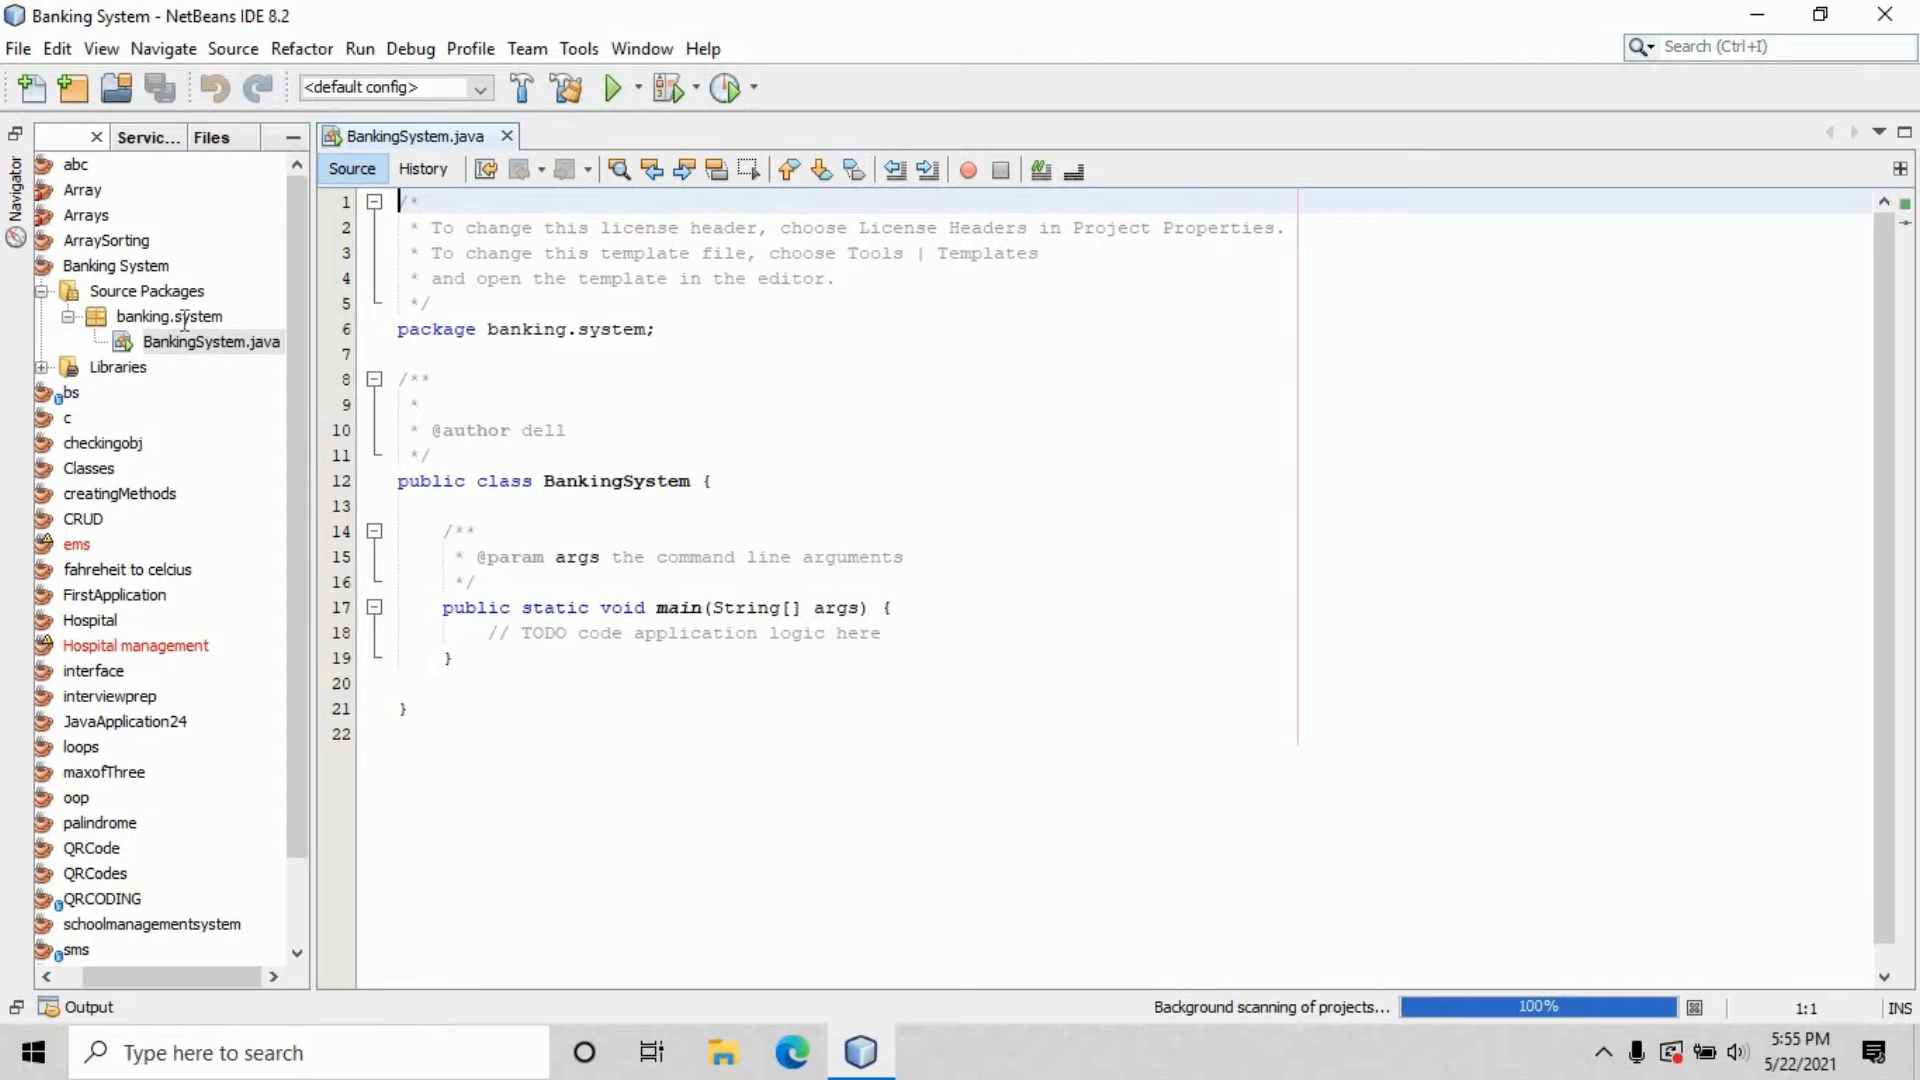 Banking System - NetBeans IDE 8.2
File Edit View Navigate Source Refactor Run Debug Profile Team Tools Window Help
Search (Ctrl+I)
<default config>
Servic...
Files
BankingSystem.java
Navigator
Source
History
abc
Array
Arrays
ArraySorting
Banking System
Source Packages
banking.system
BankingSystem.java
Libraries
bs
c
checkingobj
Classes
creatingMethods
CRUD
ems
fahreheit to celcius
FirstApplication
Hospital
Hospital management
interface
interviewprep
JavaApplication24
loops
maxofThree
oop
palindrome
QRCode
QRCodes
QRCODING
schoolmanagementsystem
sms
1 /*
2 * To change this license header, choose License Headers in Project Properties.
3 * To change this template file, choose Tools | Templates
4 * and open the template in the editor.
5 */
6 package banking.system;
7
8 /**
9 *
10 * @author dell
11 */
12 public class BankingSystem {
13
14 /**
15 * @param args the command line arguments
16 */
17 public static void main(String[] args) {
18 // TODO code application logic here
19 }
20
21 }
22
Output
Background scanning of projects...
100%
1:1
INS
Type here to search
5:55 PM
5/22/2021